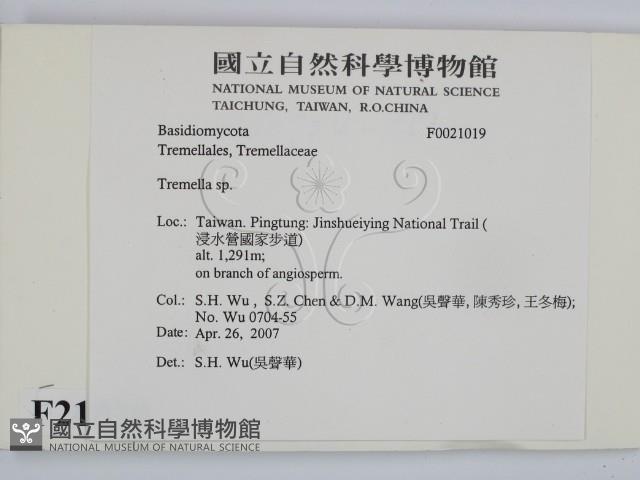 國立自然科學博物館
NATIONAL MUSEUM OF NATURAL SCIENCE
TAICHUNG, TAIWAN, R.O.CHINA
Basidiomycota F0021019
Tremellales, Tremellaceae
Tremella sp.
Loc.: Taiwan. Pingtung: Jinshueiying National Trail (
浸水營國家步道)
alt. 1,291m;
on branch of angiosperm.
Col.: S.H. Wu , S.Z. Chen & D.M. Wang(吳聲華, 陳秀珍, 王冬梅);
No. Wu 0704-55
Date: Apr. 26, 2007
Det.: S.H. Wu(吳聲華)
F21
國立自然科學博物館
NATIONAL MUSEUM OF NATURAL SCIENCE